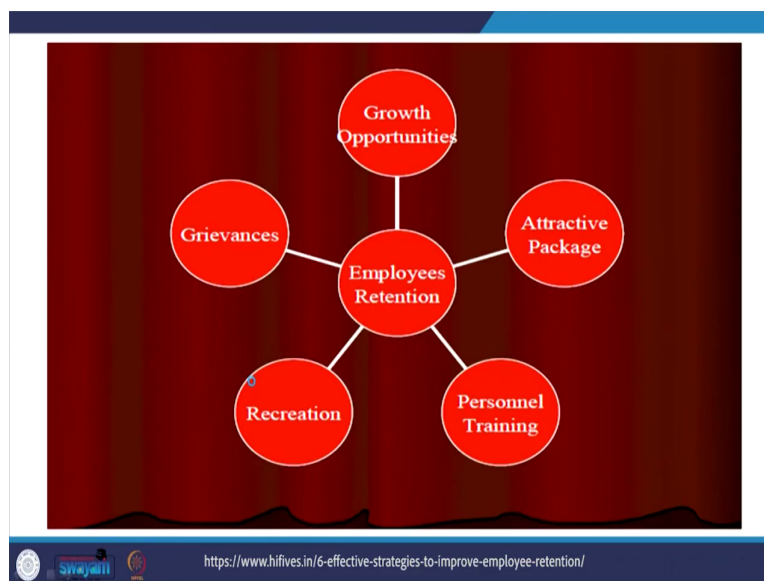 Growth
Opportunities
Grievances
Attractive
Package
Employees
Retention
Recreation
Personnel
Training
swayam
https://www.hifives.in/6-effective-strategies-to-improve-employee-retention/